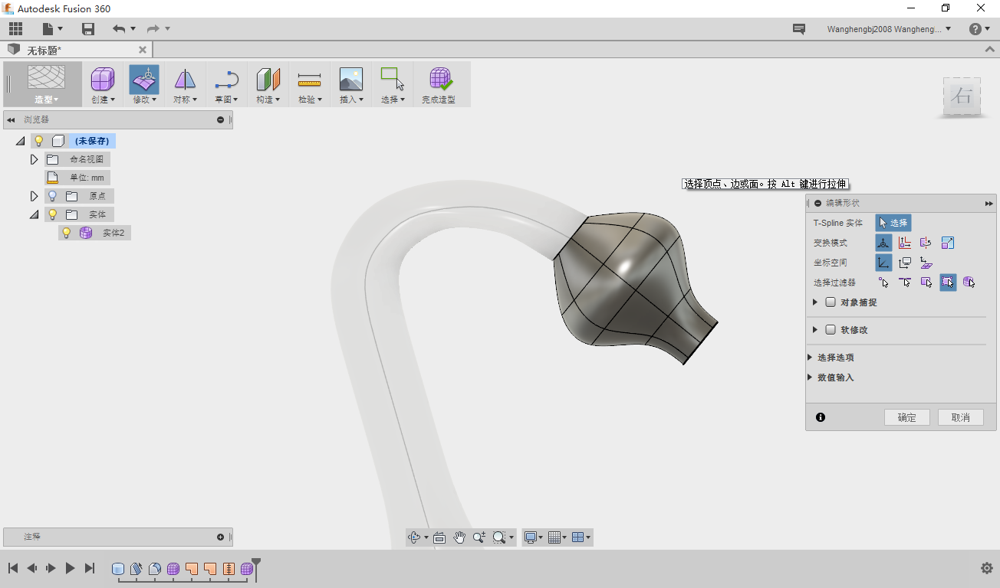 Autodesk Fusion 360
Wanghengbj2008 Wangheng...
无标题*
造型
创建
修改
对称
草图
构造
检验
插入
选择
完成造型
右
浏览器
(未保存)
命名视图
单位: mm
原点
实体
实体2
选择顶点、边或面。按 Alt 键进行拉伸
编辑形状
T-Spline 实体
选择
变换模式
坐标空间
选择过滤器
对象捕捉
软修改
选择选项
数值输入
确定
取消
注释